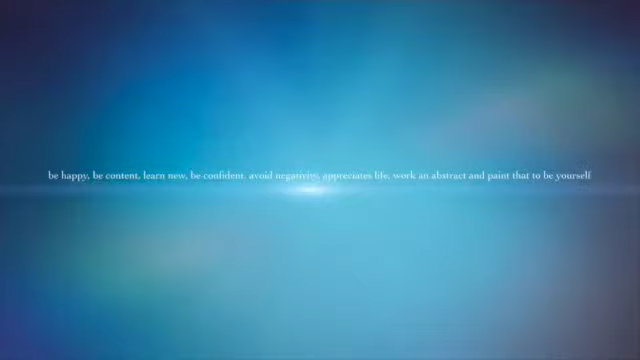 be happy, be content, learn new, be confident, avoid negativity, appreciates life, work an abstract and paint that to be yourself